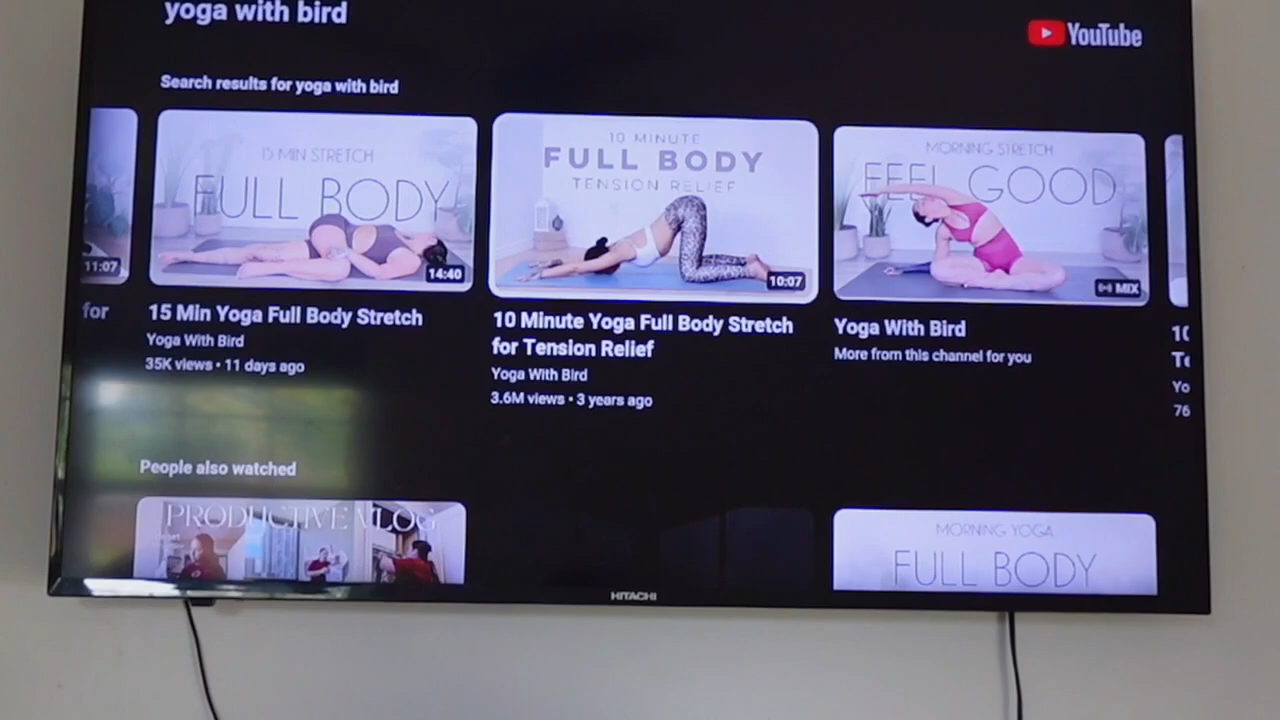 yoga with bird
YouTube
Search results for yoga with bird
11:07
15 MIN STRETCH
FULL BODY
14:40
10 MINUTE
FULL BODY
TENSION RELIEF
10:07
MORNING STRETCH
FEEL GOOD
MIX
for
15 Min Yoga Full Body Stretch
Yoga With Bird
35K views • 11 days ago
10 Minute Yoga Full Body Stretch
for Tension Relief
Yoga With Bird
3.6M views • 3 years ago
Yoga With Bird
More from this channel for you
10
Yo
76
People also watched
PRODUCTIVE VLOG
MORNING YOGA
FULL BODY
HITACHI